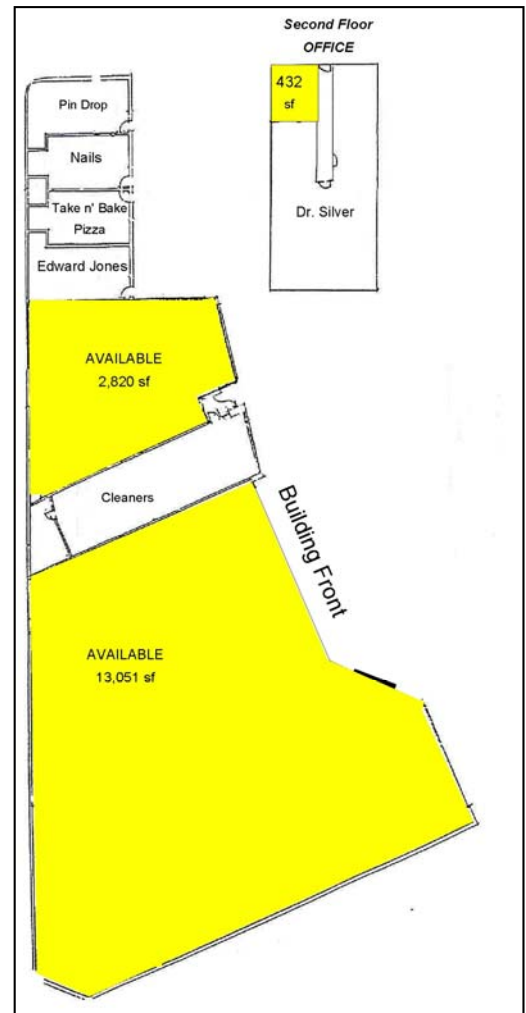 Second Floor
OFFICE
432
sf
Dr. Silver
Pin Drop
Nails
Take n' Bake
Pizza
Edward Jones
AVAILABLE
2,820 sf
Cleaners
Building Front
AVAILABLE
13,051 sf